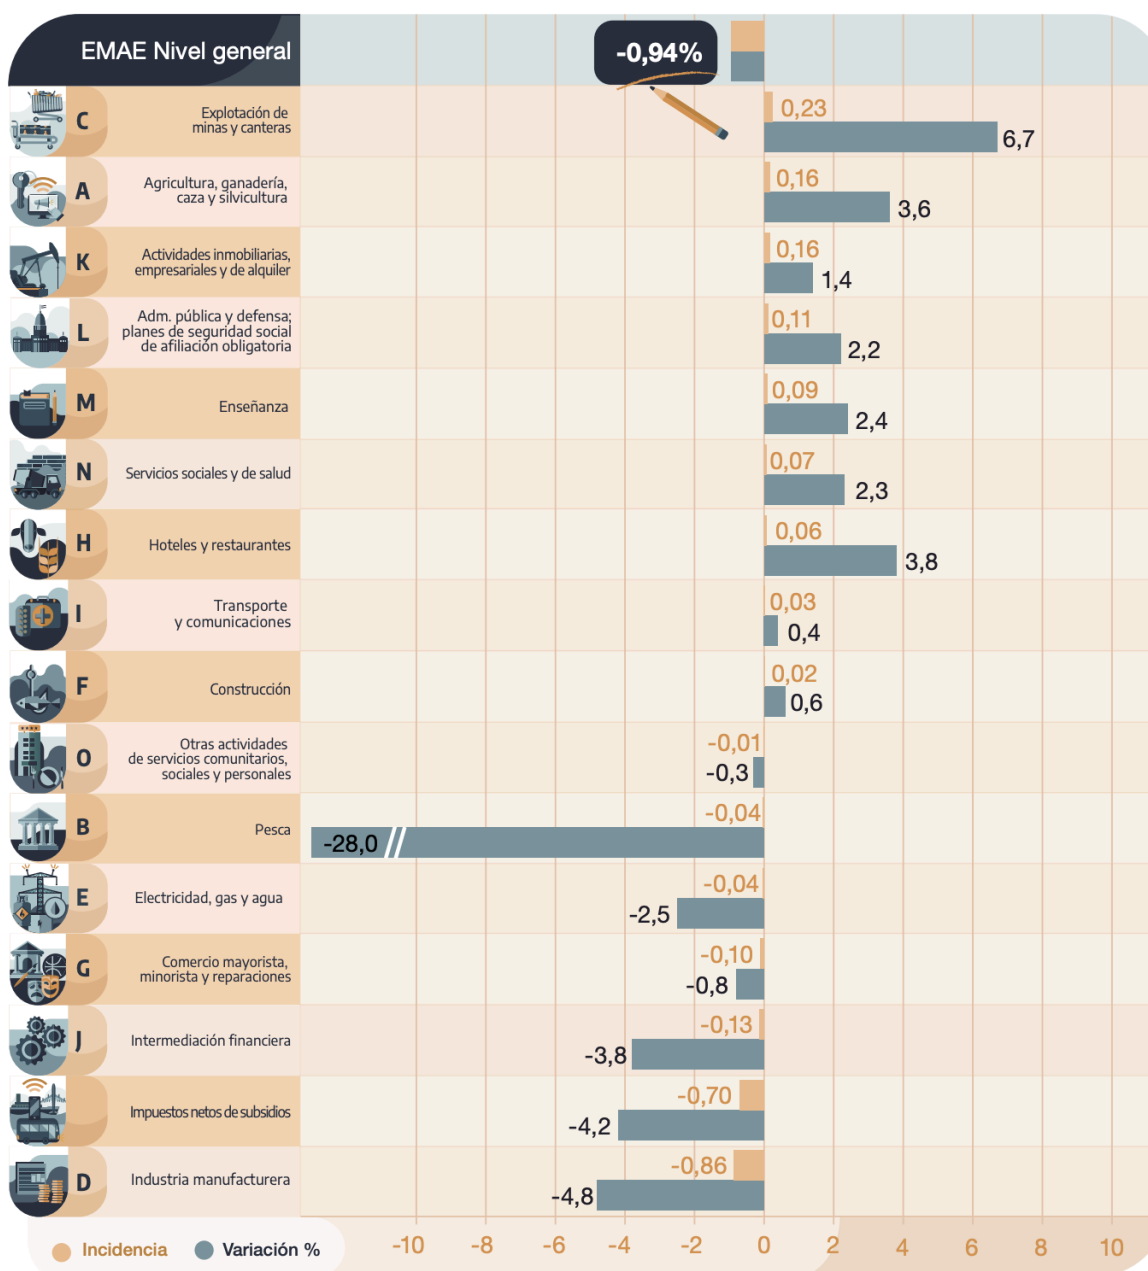 EMAE Nivel general
-0,94%
C
Explotación de
minas y canteras
0,23
6,7
A
Agricultura, ganadería,
caza y silvicultura
0,16
3,6
K
Actividades inmobiliarias,
empresariales y de alquiler
0,16
1,4
L
Adm. pública y defensa;
planes de seguridad social
de afiliación obligatoria
0,11
2,2
M
Enseñanza
0,09
2,4
N
Servicios sociales y de salud
0,07
2,3
H
Hoteles y restaurantes
0,06
3,8
I
Transporte
y comunicaciones
0,03
0,4
F
Construcción
0,02
0,6
O
Otras actividades
de servicios comunitarios,
sociales y personales
-0,01
-0,3
B
Pesca
-0,04
-28,0
E
Electricidad, gas y agua
-0,04
-2,5
G
Comercio mayorista,
minorista y reparaciones
-0,10
-0,8
J
Intermediación financiera
-0,13
-3,8
Impuestos netos de subsidios
-0,70
-4,2
D
Industria manufacturera
-0,86
-4,8
Incidencia Variación %
-10 -8 -6 -4 -2 0 2 4 6 8 10